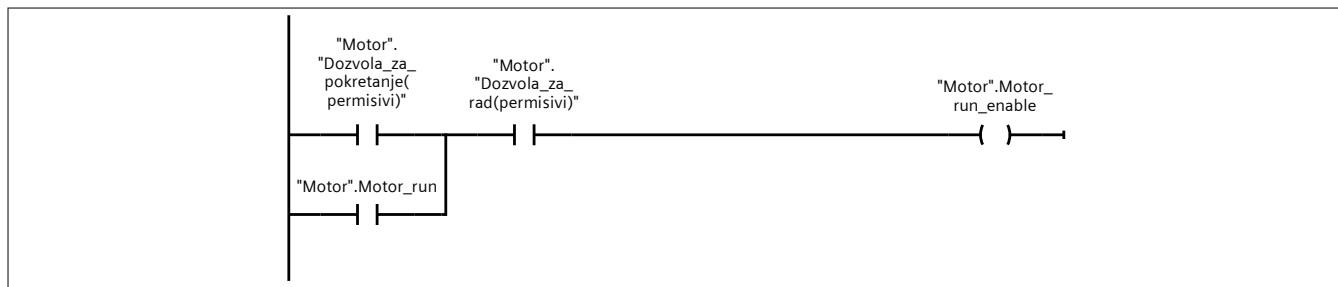 "Motor".
"Dozvola_za_
pokretanje(
permisivi)"
"Motor".
"Dozvola_za_
rad(permisivi)"
"Motor".Motor_
run_enable
"Motor".Motor_run